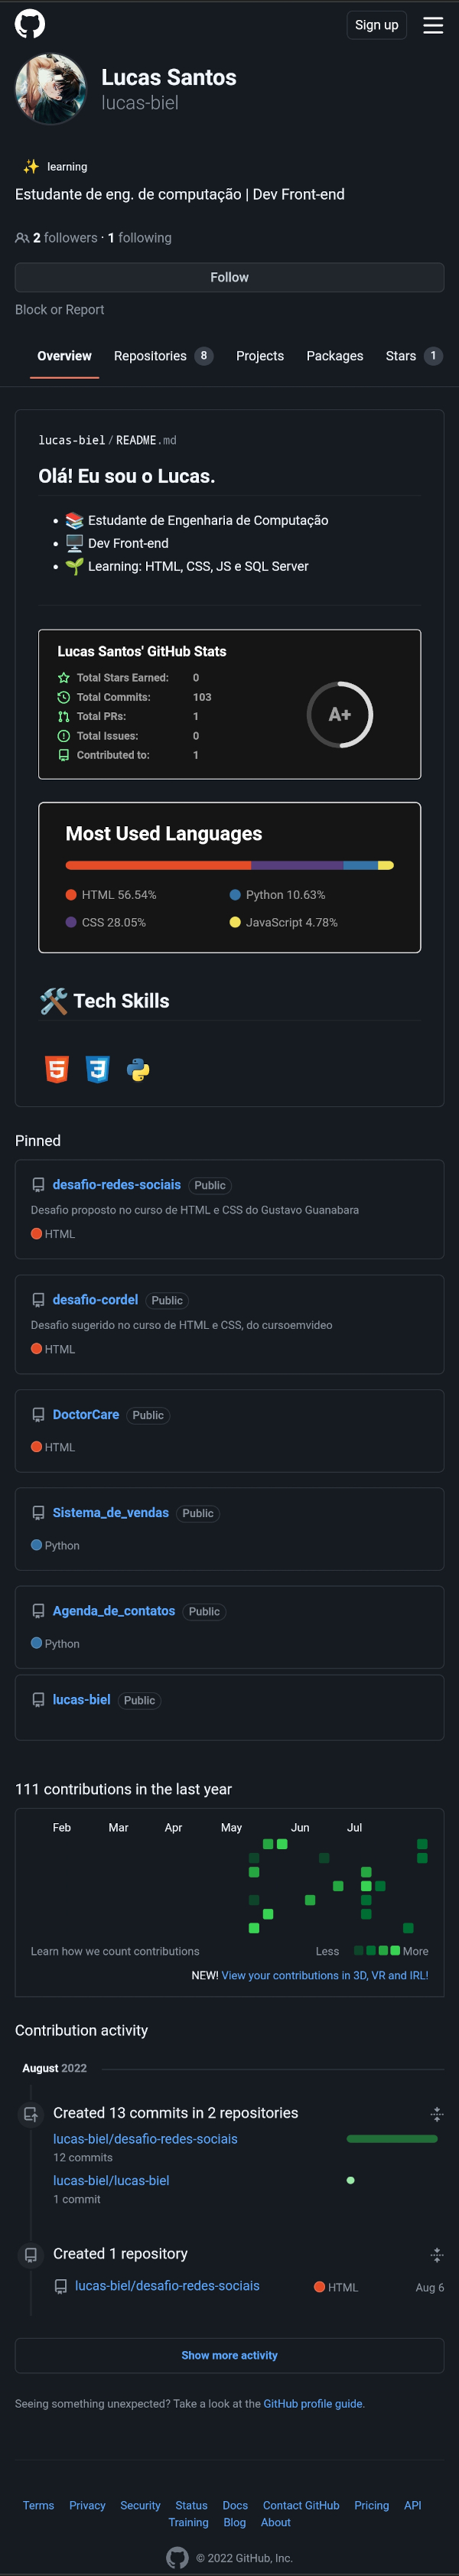 Sign up
Lucas Santos
lucas-biel
✨ learning
Estudante de eng. de computação | Dev Front-end
2 followers · 1 following
Follow
Block or Report
Overview Repositories 8 Projects Packages Stars 1
lucas-biel/README.md
Olá! Eu sou o Lucas.
• 📚 Estudante de Engenharia de Computação
• 🖥️ Dev Front-end
• 🌱 Learning: HTML, CSS, JS e SQL Server
Lucas Santos' GitHub Stats
Total Stars Earned: 0
Total Commits: 103
Total PRs: 1
Total Issues: 0
Contributed to: 1
A+
Most Used Languages
HTML 56.54% Python 10.63%
CSS 28.05% JavaScript 4.78%
🛠️ Tech Skills
5 3
Pinned
desafio-redes-sociais Public
Desafio proposto no curso de HTML e CSS do Gustavo Guanabara
HTML
desafio-cordel Public
Desafio sugerido no curso de HTML e CSS, do cursoemvideo
HTML
DoctorCare Public
HTML
Sistema_de_vendas Public
Python
Agenda_de_contatos Public
Python
lucas-biel Public
111 contributions in the last year
Feb Mar Apr May Jun Jul
Learn how we count contributions Less More
NEW! View your contributions in 3D, VR and IRL!
Contribution activity
August 2022
Created 13 commits in 2 repositories
lucas-biel/desafio-redes-sociais
12 commits
lucas-biel/lucas-biel
1 commit
Created 1 repository
lucas-biel/desafio-redes-sociais HTML Aug 6
Show more activity
Seeing something unexpected? Take a look at the GitHub profile guide.
Terms Privacy Security Status Docs Contact GitHub Pricing API
Training Blog About
© 2022 GitHub, Inc.